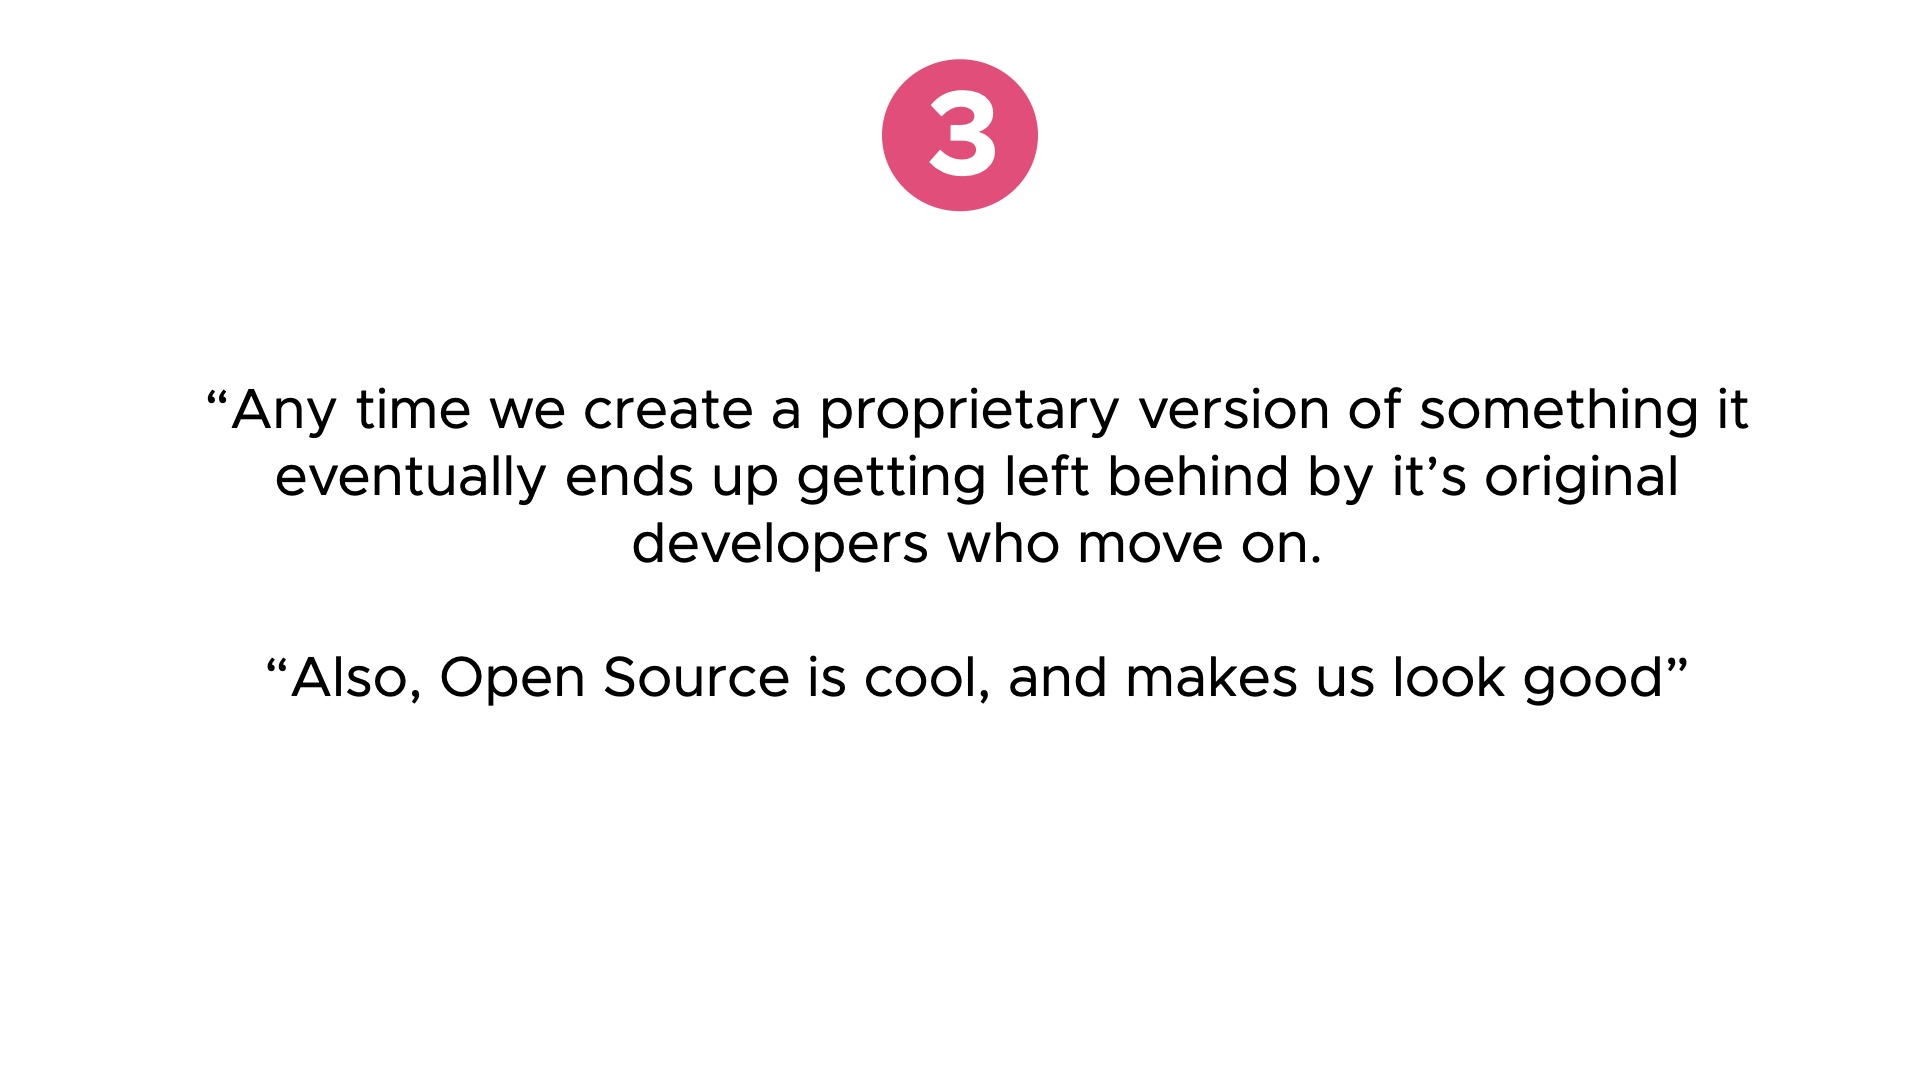 3
“Any time we create a proprietary version of something it
eventually ends up getting left behind by it’s original
developers who move on.
“Also, Open Source is cool, and makes us look good”